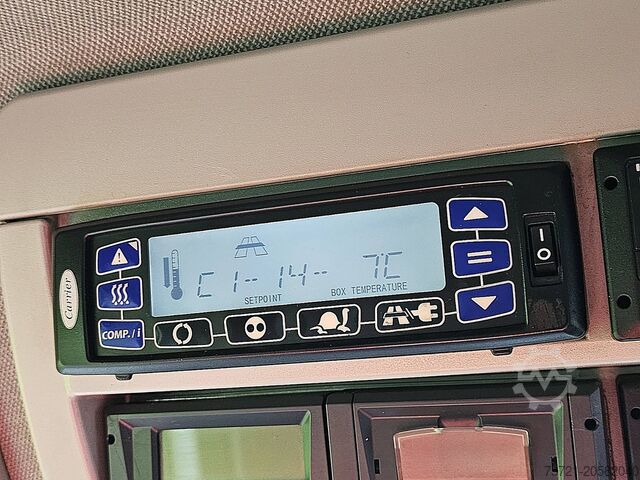 Carrier
C1-14- 7C
SETPOINT BOX TEMPERATURE
COMP./i
I
O